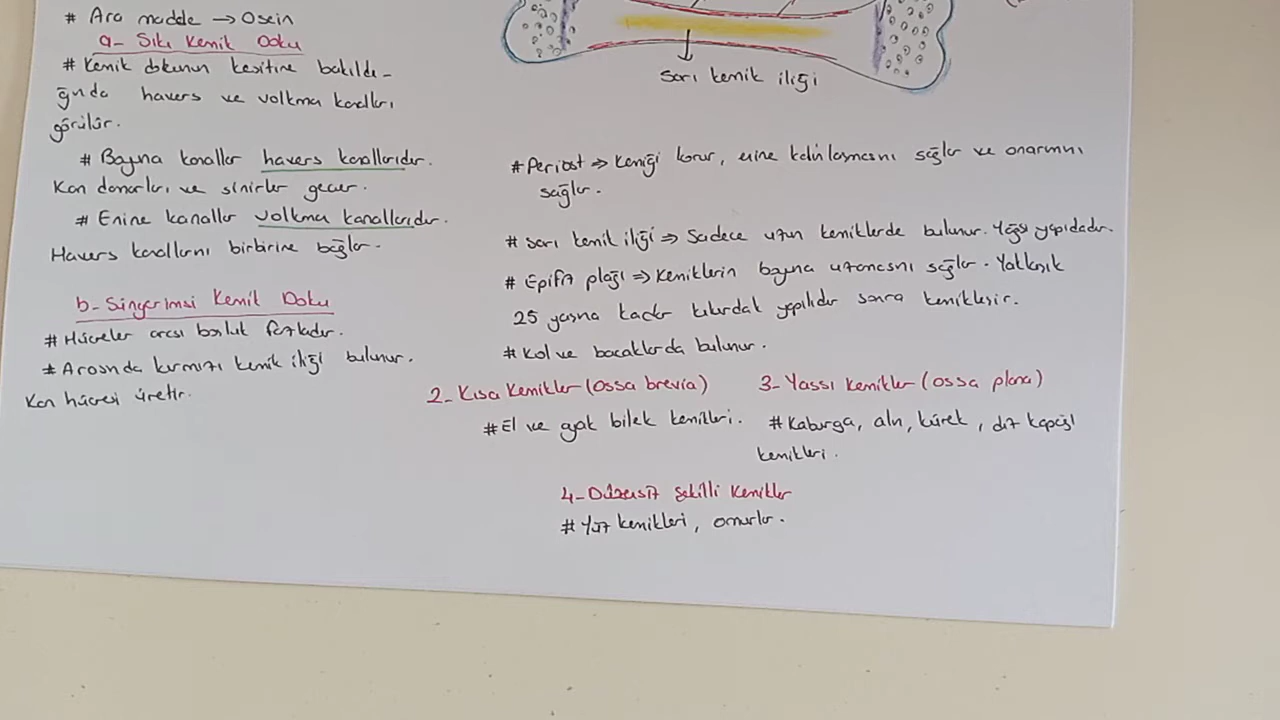 # Ara madde → Osein
a- Sıkı Kemik Doku
# Kemik dokunun kesitine bakıldı-
ğında havers ve volkman kanalları
görülür.
# Boyuna kanallar havers kanallarıdır.
Kan damarları ve sinirler geçer.
# Enine kanallar volkman kanallarıdır.
Havers kanallarını birbirine bağlar.
b- Süngerimsi Kemik Doku
# Hücreler arası boşluk fazladır.
# Arasında kırmızı kemik iliği bulunur.
Kan hücresi üretir.
Sarı kemik iliği
# Periost ⇒ Kemiği korur, enine kalınlaşmasını sağlar ve onarımını
sağlar.
# Sarı kemik iliği ⇒ Sadece uzun kemiklerde bulunur. Yağsı yapıdadır.
# Epifiz plağı ⇒ Kemiklerin boyuna uzamasını sağlar. Yaklaşık
25 yaşına kadar kıkırdak yapılıdır sonra kemikleşir.
# Kol ve bacaklarda bulunur.
2- Kısa Kemikler (Ossa brevia)
# El ve ayak bilek kemikleri.
3- Yassı Kemikler (ossa plana)
# Kaburga, alın, kürek, diz kapağı
kemikleri.
4- Düzensiz Şekilli Kemikler
# Yüz kemikleri, omurlar.